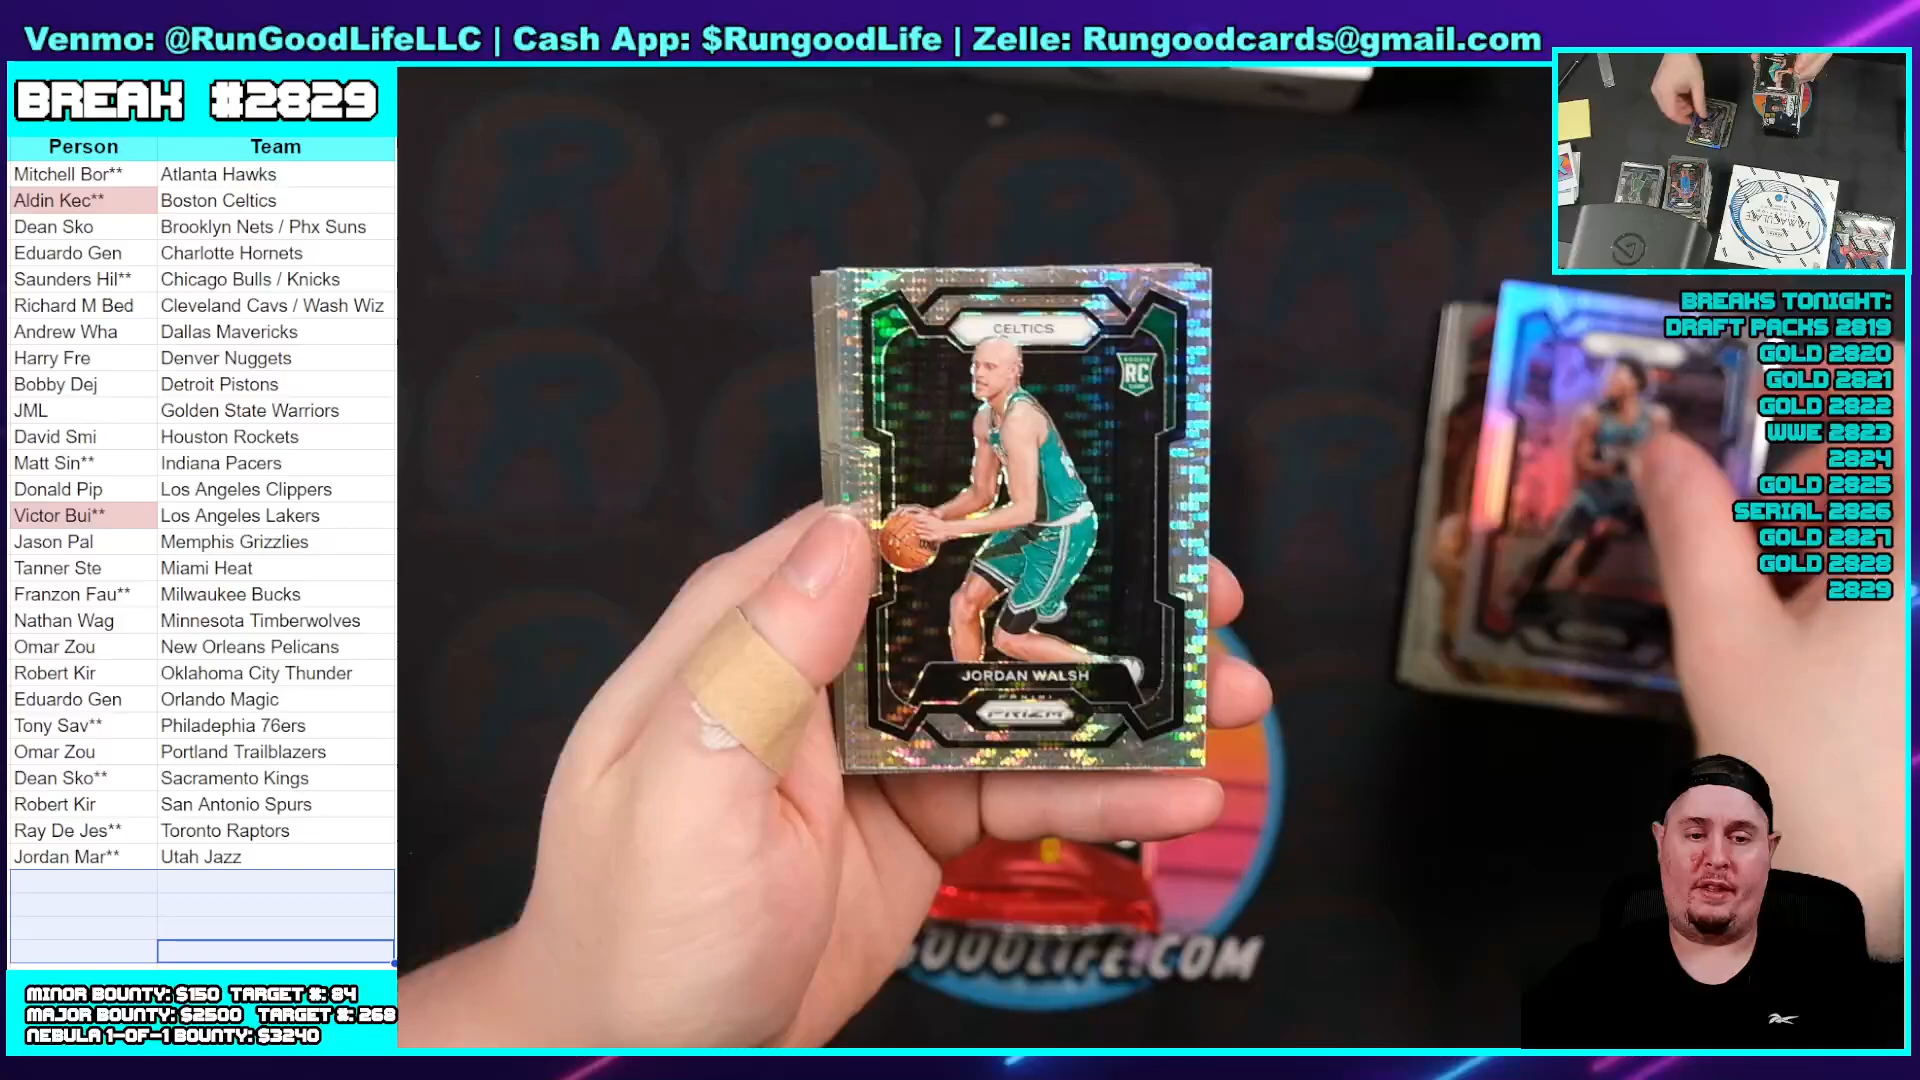 Venmo: @RunGoodLifeLLC | Cash App: $RungoodLife | Zelle: Rungoodcards@gmail.com
BREAK #2829
Person Team
Mitchell Bor** Atlanta Hawks
Aldin Kec** Boston Celtics
Dean Sko Brooklyn Nets / Phx Suns
Eduardo Gen Charlotte Hornets
Saunders Hil** Chicago Bulls / Knicks
Richard M Bed Cleveland Cavs / Wash Wiz
Andrew Wha Dallas Mavericks
Harry Fre Denver Nuggets
Bobby Dej Detroit Pistons
JML Golden State Warriors
David Smi Houston Rockets
Matt Sin** Indiana Pacers
Donald Pip Los Angeles Clippers
Victor Bui** Los Angeles Lakers
Jason Pal Memphis Grizzlies
Tanner Ste Miami Heat
Franzon Fau** Milwaukee Bucks
Nathan Wag Minnesota Timberwolves
Omar Zou New Orleans Pelicans
Robert Kir Oklahoma City Thunder
Eduardo Gen Orlando Magic
Tony Sav** Philadephia 76ers
Omar Zou Portland Trailblazers
Dean Sko** Sacramento Kings
Robert Kir San Antonio Spurs
Ray De Jes** Toronto Raptors
Jordan Mar** Utah Jazz
MINOR BOUNTY: $150 TARGET #: 84
MAJOR BOUNTY: $2500 TARGET #: 268
NEBULA 1-OF-1 BOUNTY: $3240
CELTICS
ROOKIE
RC
JORDAN WALSH
PANINI
PRIZM
GOODLIFE.COM
IMMACULATE
BREAKS TONIGHT:
DRAFT PACKS 2819
GOLD 2820
GOLD 2821
GOLD 2822
WWE 2823
2824
GOLD 2825
SERIAL 2826
GOLD 2827
GOLD 2828
2829